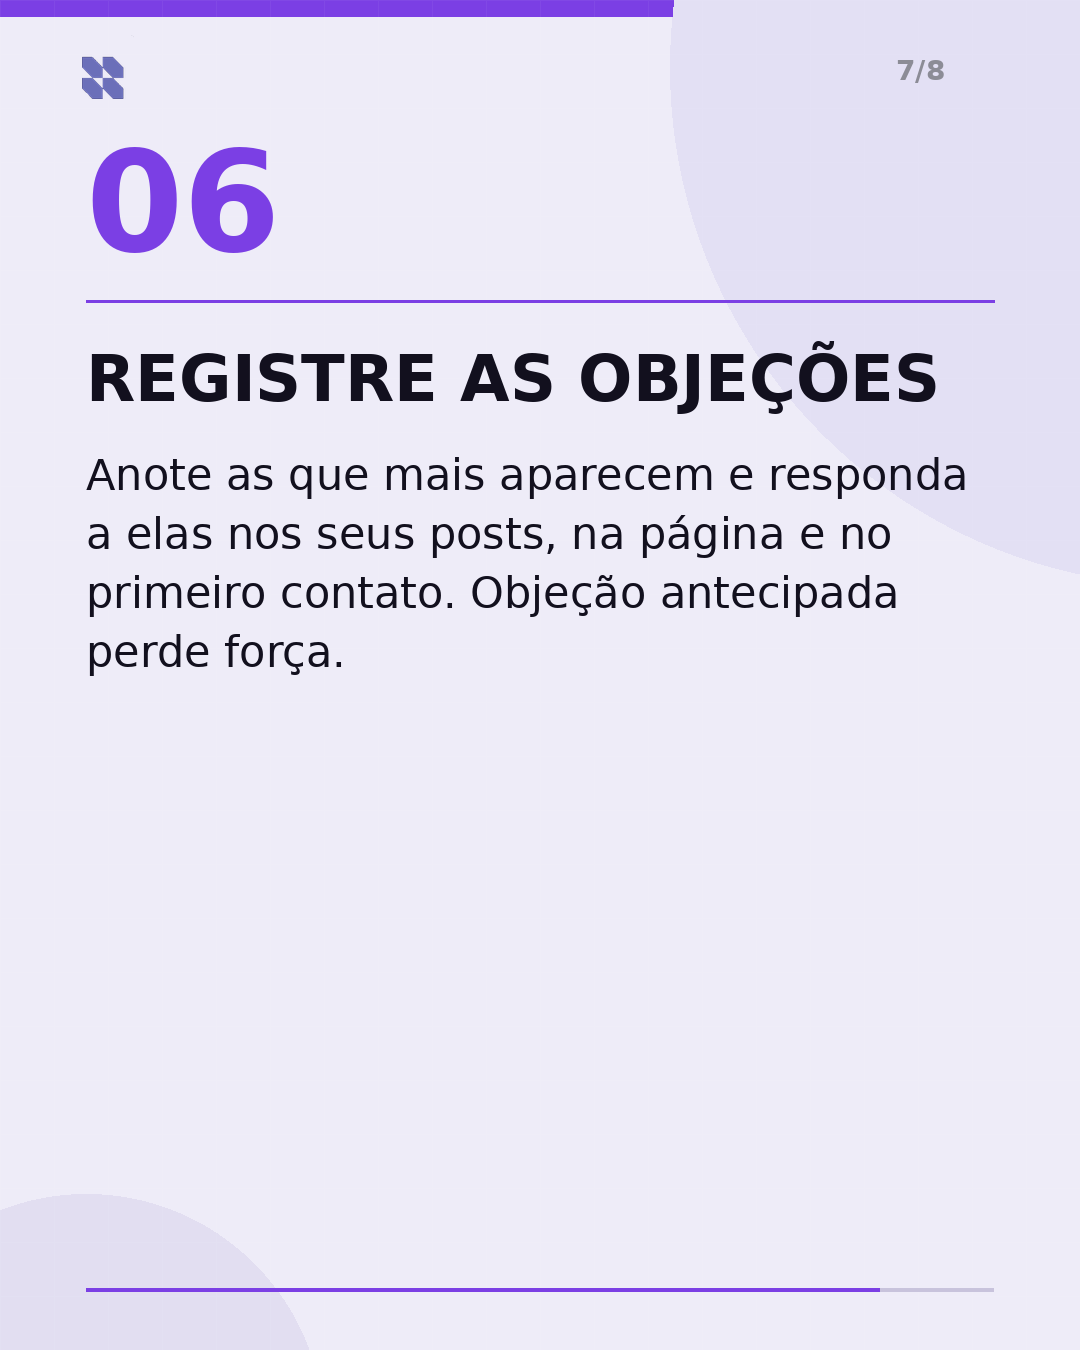 7/8
06
REGISTRE AS OBJEÇÕES
Anote as que mais aparecem e responda
a elas nos seus posts, na página e no
primeiro contato. Objeção antecipada
perde força.